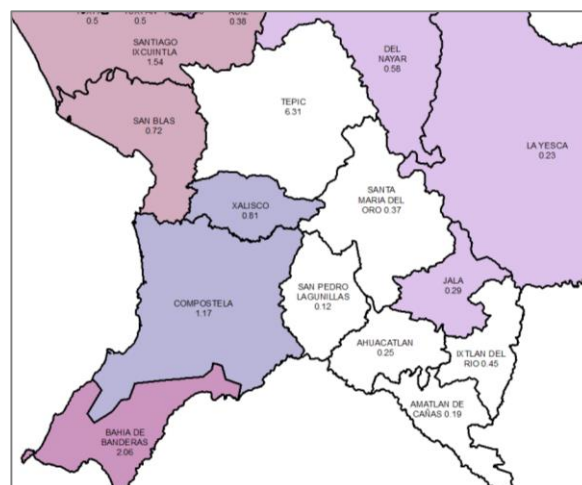 0.5
0.5
0.38
SANTIAGO
IXCUINTLA
1.54
DEL
NAYAR
0.58
TEPIC
6.31
SAN BLAS
0.72
LA YESCA
0.23
SANTA
MARIA DEL
ORO 0.37
XALISCO
0.81
JALA
0.29
SAN PEDRO
LAGUNILLAS
0.12
COMPOSTELA
1.17
AHUACATLAN
0.25
IXTLAN DEL
RIO 0.45
AMATLAN DE
CAÑAS 0.19
BAHIA DE
BANDERAS
2.06